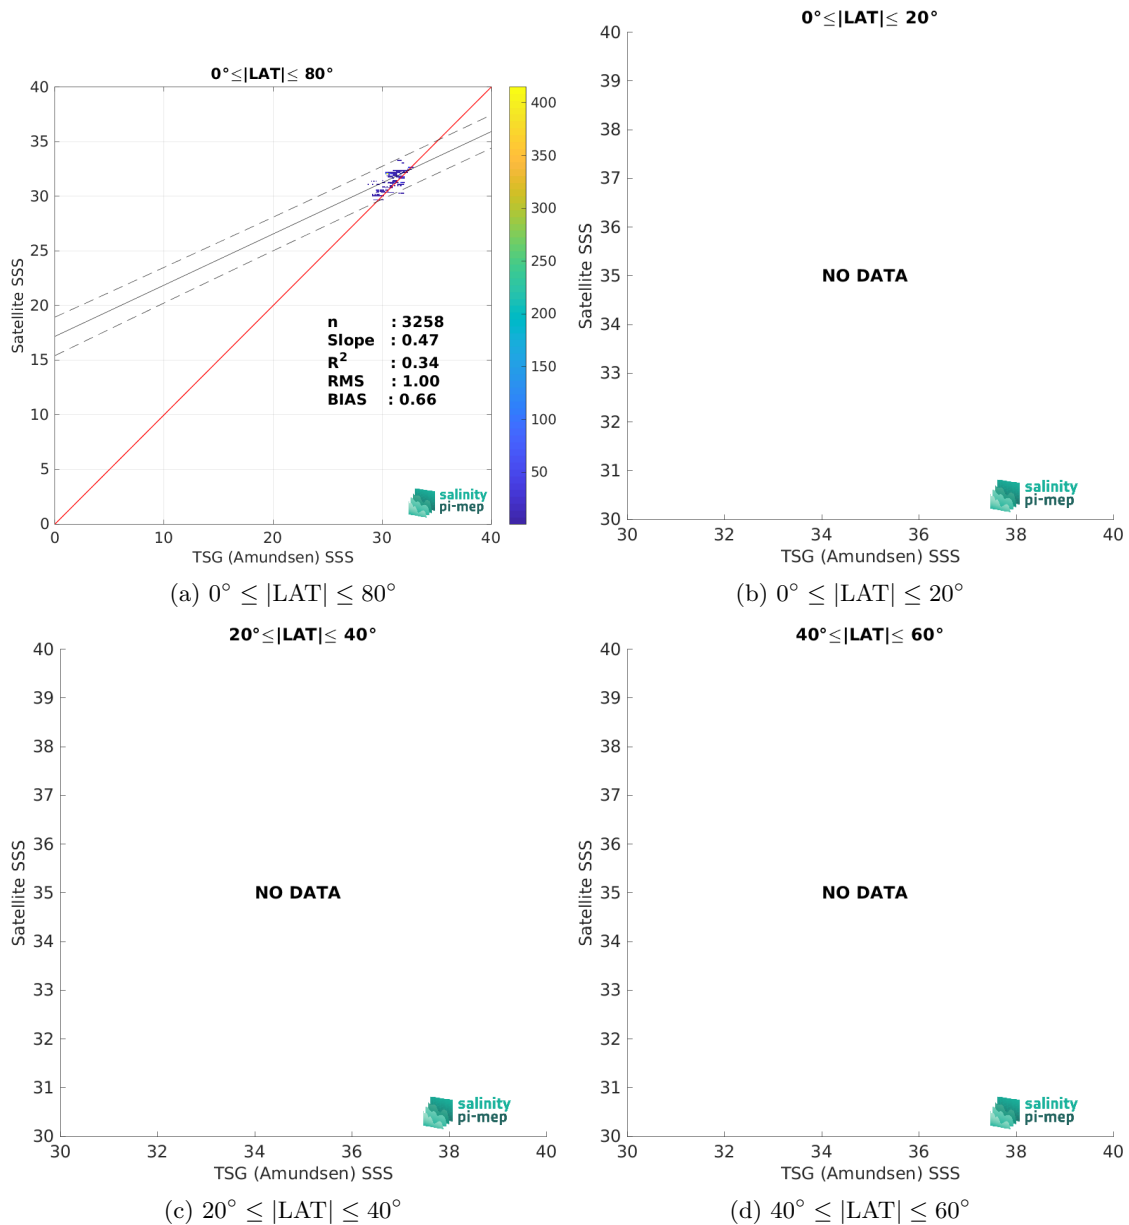 0°≤|LAT|≤ 80°
40
35
30
25
20
15
10
5
0
Satellite SSS
0
10
20
30
40
TSG (Amundsen) SSS
400
350
300
250
200
150
100
50
n : 3258
Slope : 0.47
R² : 0.34
RMS : 1.00
BIAS : 0.66
salinity
pi-mep
(a) 0° ≤ |LAT| ≤ 80°
0°≤|LAT|≤ 20°
40
39
38
37
36
35
34
33
32
31
30
Satellite SSS
NO DATA
salinity
pi-mep
30
32
34
36
38
40
TSG (Amundsen) SSS
(b) 0° ≤ |LAT| ≤ 20°
20°≤|LAT|≤ 40°
40
39
38
37
36
35
34
33
32
31
30
Satellite SSS
NO DATA
salinity
pi-mep
30
32
34
36
38
40
TSG (Amundsen) SSS
(c) 20° ≤ |LAT| ≤ 40°
40°≤|LAT|≤ 60°
40
39
38
37
36
35
34
33
32
31
30
Satellite SSS
NO DATA
salinity
pi-mep
30
32
34
36
38
40
TSG (Amundsen) SSS
(d) 40° ≤ |LAT| ≤ 60°